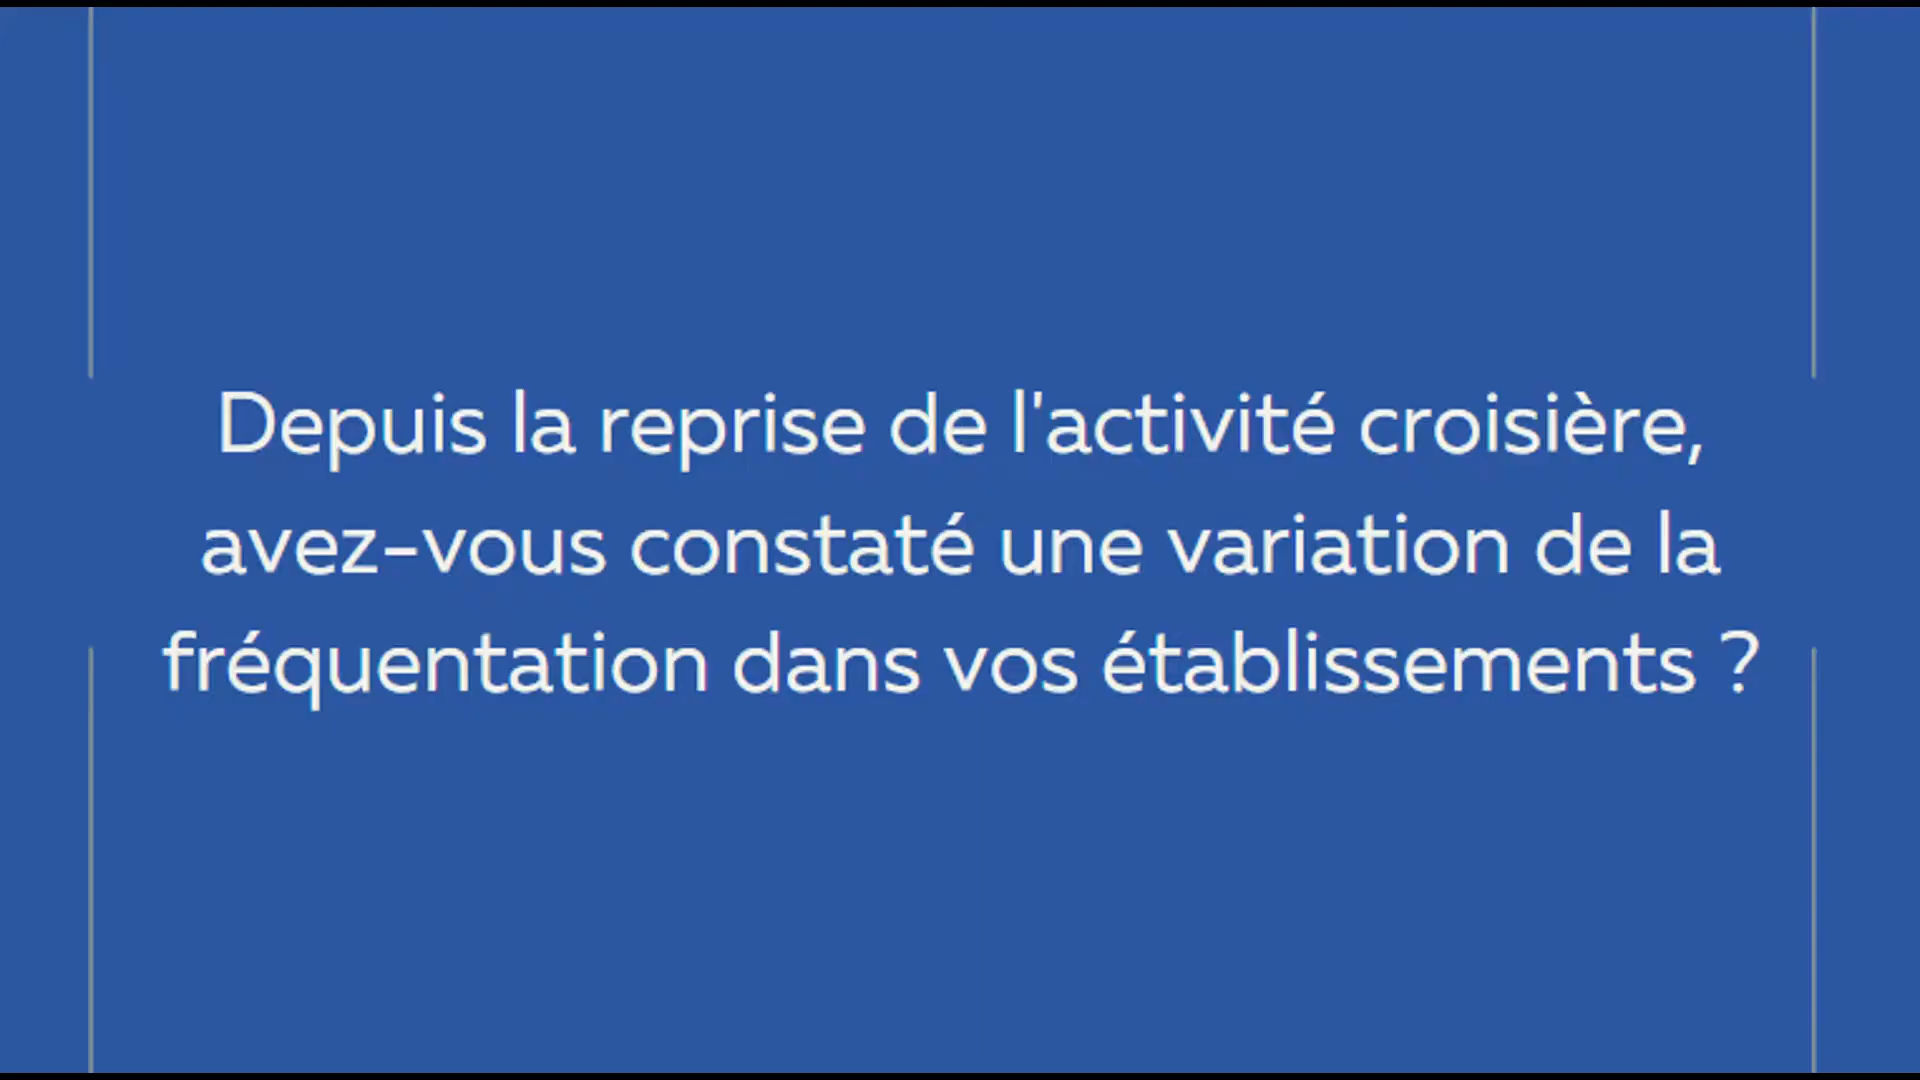 Depuis la reprise de l'activité croisière,
avez-vous constaté une variation de la
fréquentation dans vos établissements ?